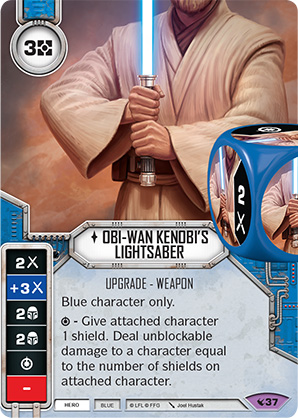 3
2
OBI-WAN KENOBI'S
LIGHTSABER
UPGRADE - WEAPON
2
+3
2
2
-
Blue character only.
- Give attached character
1 shield. Deal unblockable
damage to a character equal
to the number of shields on
attached character.
HERO
BLUE
© LFL © FFG
Joel Hustak
37